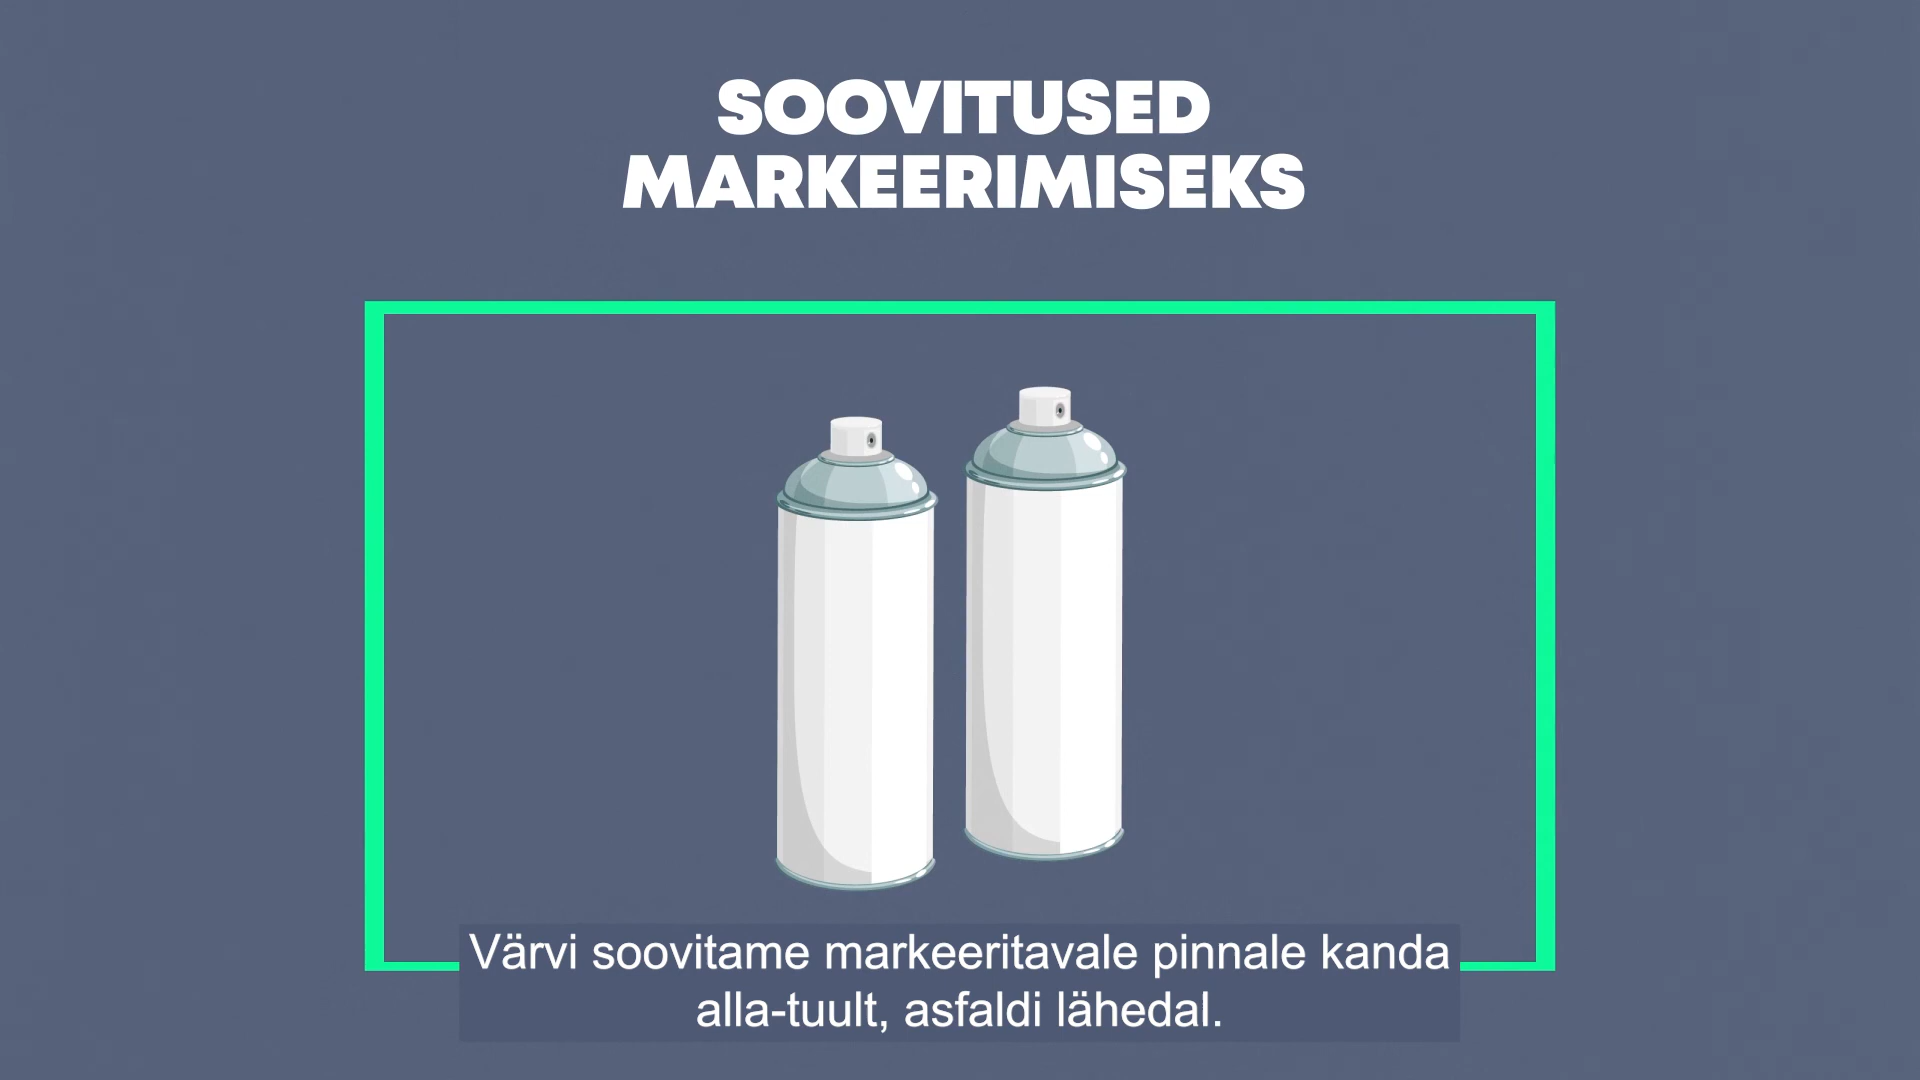 SOOVITUSED
MARKEERIMISEKS
Värvi soovitame markeeritavale pinnale kanda
alla-tuult, asfaldi lähedal.